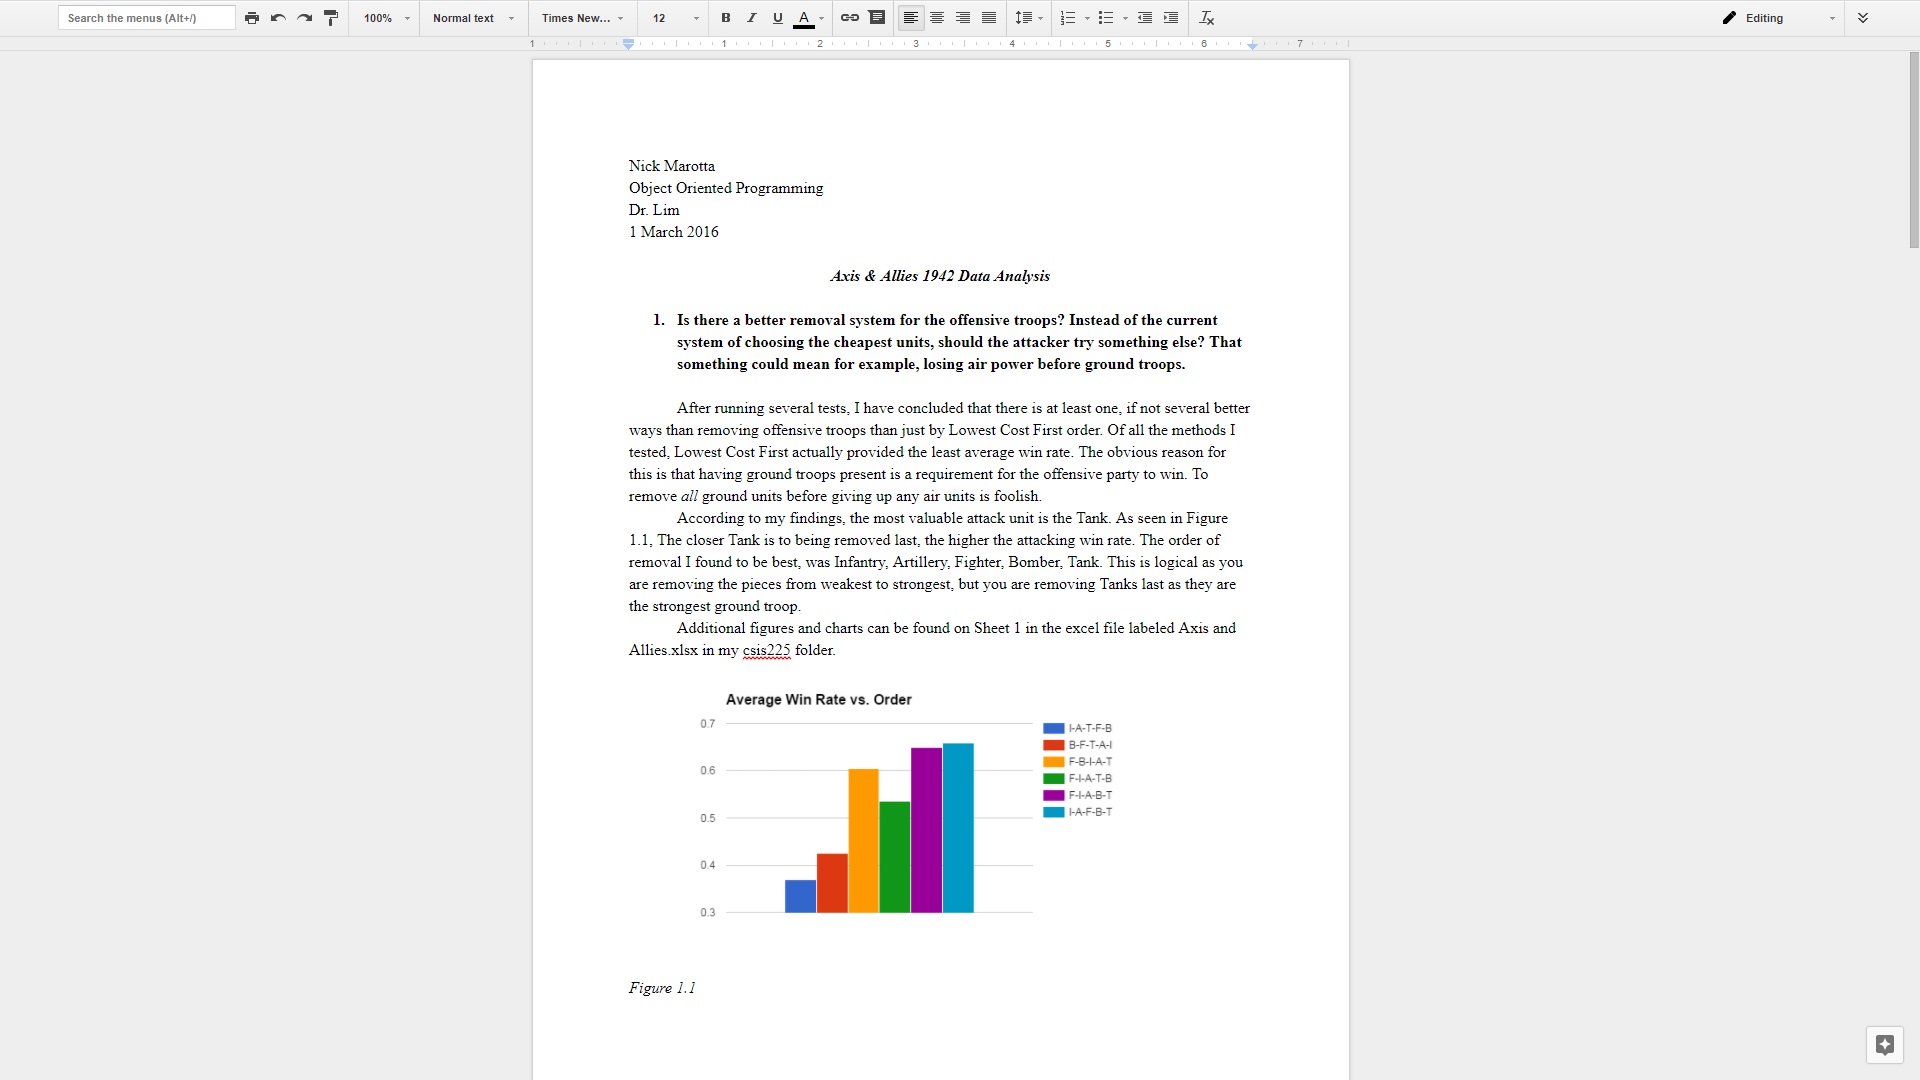 Search the menus (Alt+/)
100%
Normal text
Times New...
12
B I U A
Editing
1 1 2 3 4 5 6 7
Nick Marotta
Object Oriented Programming
Dr. Lim
1 March 2016
Axis & Allies 1942 Data Analysis
1. Is there a better removal system for the offensive troops? Instead of the current
system of choosing the cheapest units, should the attacker try something else? That
something could mean for example, losing air power before ground troops.
After running several tests, I have concluded that there is at least one, if not several better
ways than removing offensive troops than just by Lowest Cost First order. Of all the methods I
tested, Lowest Cost First actually provided the least average win rate. The obvious reason for
this is that having ground troops present is a requirement for the offensive party to win. To
remove all ground units before giving up any air units is foolish.
According to my findings, the most valuable attack unit is the Tank. As seen in Figure
1.1, The closer Tank is to being removed last, the higher the attacking win rate. The order of
removal I found to be best, was Infantry, Artillery, Fighter, Bomber, Tank. This is logical as you
are removing the pieces from weakest to strongest, but you are removing Tanks last as they are
the strongest ground troop.
Additional figures and charts can be found on Sheet 1 in the excel file labeled Axis and
Allies.xlsx in my csis225 folder.
Average Win Rate vs. Order
0.7
0.6
0.5
0.4
0.3
I-A-T-F-B
B-F-T-A-I
F-B-I-A-T
F-I-A-T-B
F-I-A-B-T
I-A-F-B-T
Figure 1.1